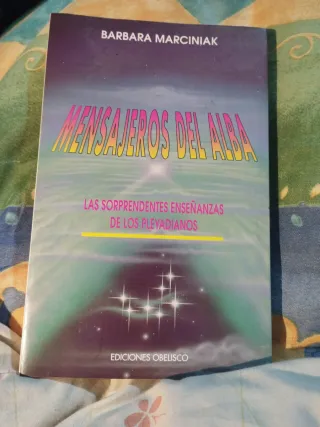 BARBARA MARCINIAK
MENSAJEROS DEL ALBA
LAS SORPRENDENTES ENSEÑANZAS
DE LOS PLEYADIANOS
EDICIONES OBELISCO